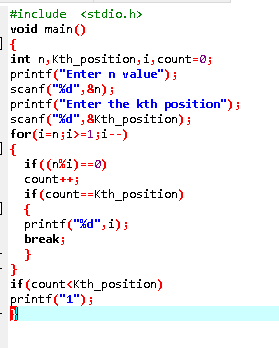 #include  <stdio.h>
void main()
{
int n,Kth_position,i,count=0;
printf("Enter n value");
scanf("%d",&n);
printf("Enter the kth position");
scanf("%d",&Kth_position);
for(i=n;i>=1;i--)
{
  if((n%i)==0)
  count++;
  if(count==Kth_position)
  {
  printf("%d",i);
  break;
  }
}
if(count<Kth_position)
printf("1");
}